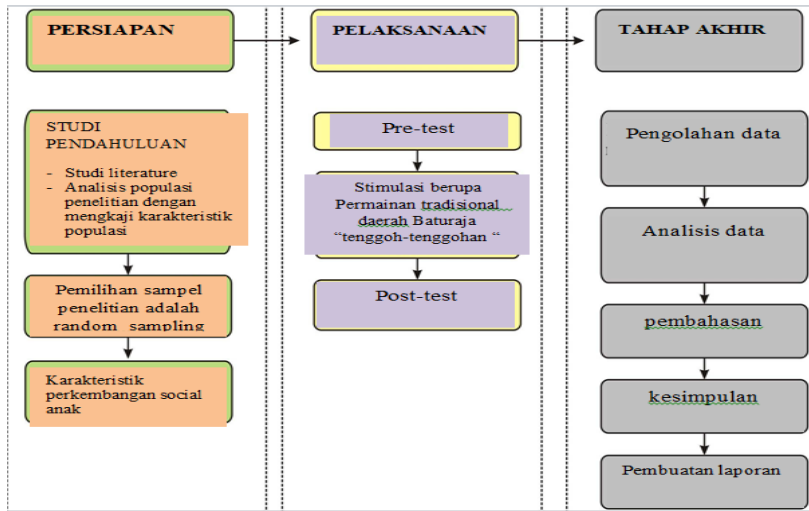 PERSIAPAN
STUDI
PENDAHULUAN
- Studi literature
- Analisis populasi
penelitian dengan
mengkaji karakteristik
populasi
Pemilihan sampel
penelitian adalah
random sampling
Karakteristik
perkembangan social
anak
PELAKSANAAN
Pre-test
Stimulasi berupa
Permainan tradisional
daerah Baturaja
“tenggoh-tenggohan “
Post-test
TAHAP AKHIR
Pengolahan data
Analisis data
pembahasan
kesimpulan
Pembuatan laporan